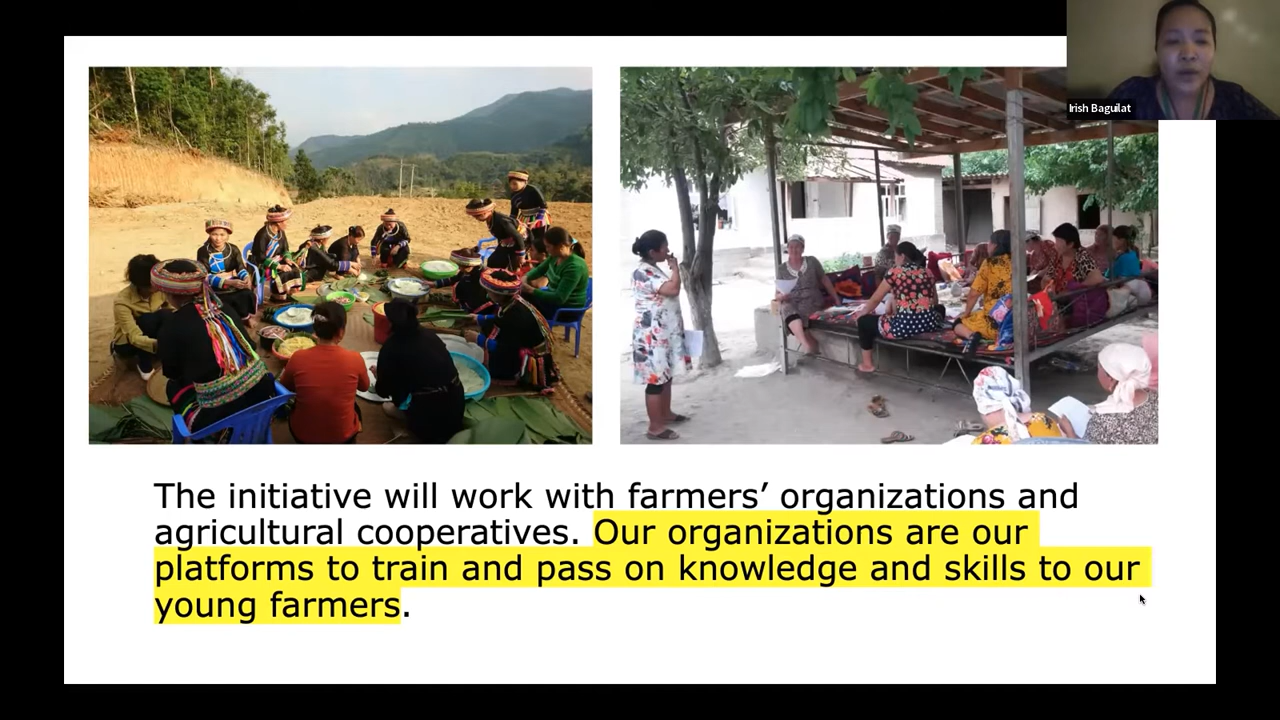 Irish Baguilat
The initiative will work with farmers’ organizations and
agricultural cooperatives. Our organizations are our
platforms to train and pass on knowledge and skills to our
young farmers.